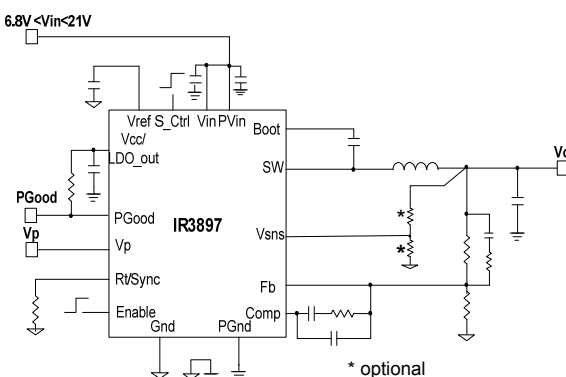 6.8V <Vin<21V
Vref S_Ctrl Vin PVin
Vcc/
LDO_out
Boot
SW
Vo
PGood
PGood
IR3897
Vsns
*
*
Vp
Vp
Rt/Sync
Fb
Enable
Comp
Gnd
PGnd
* optional